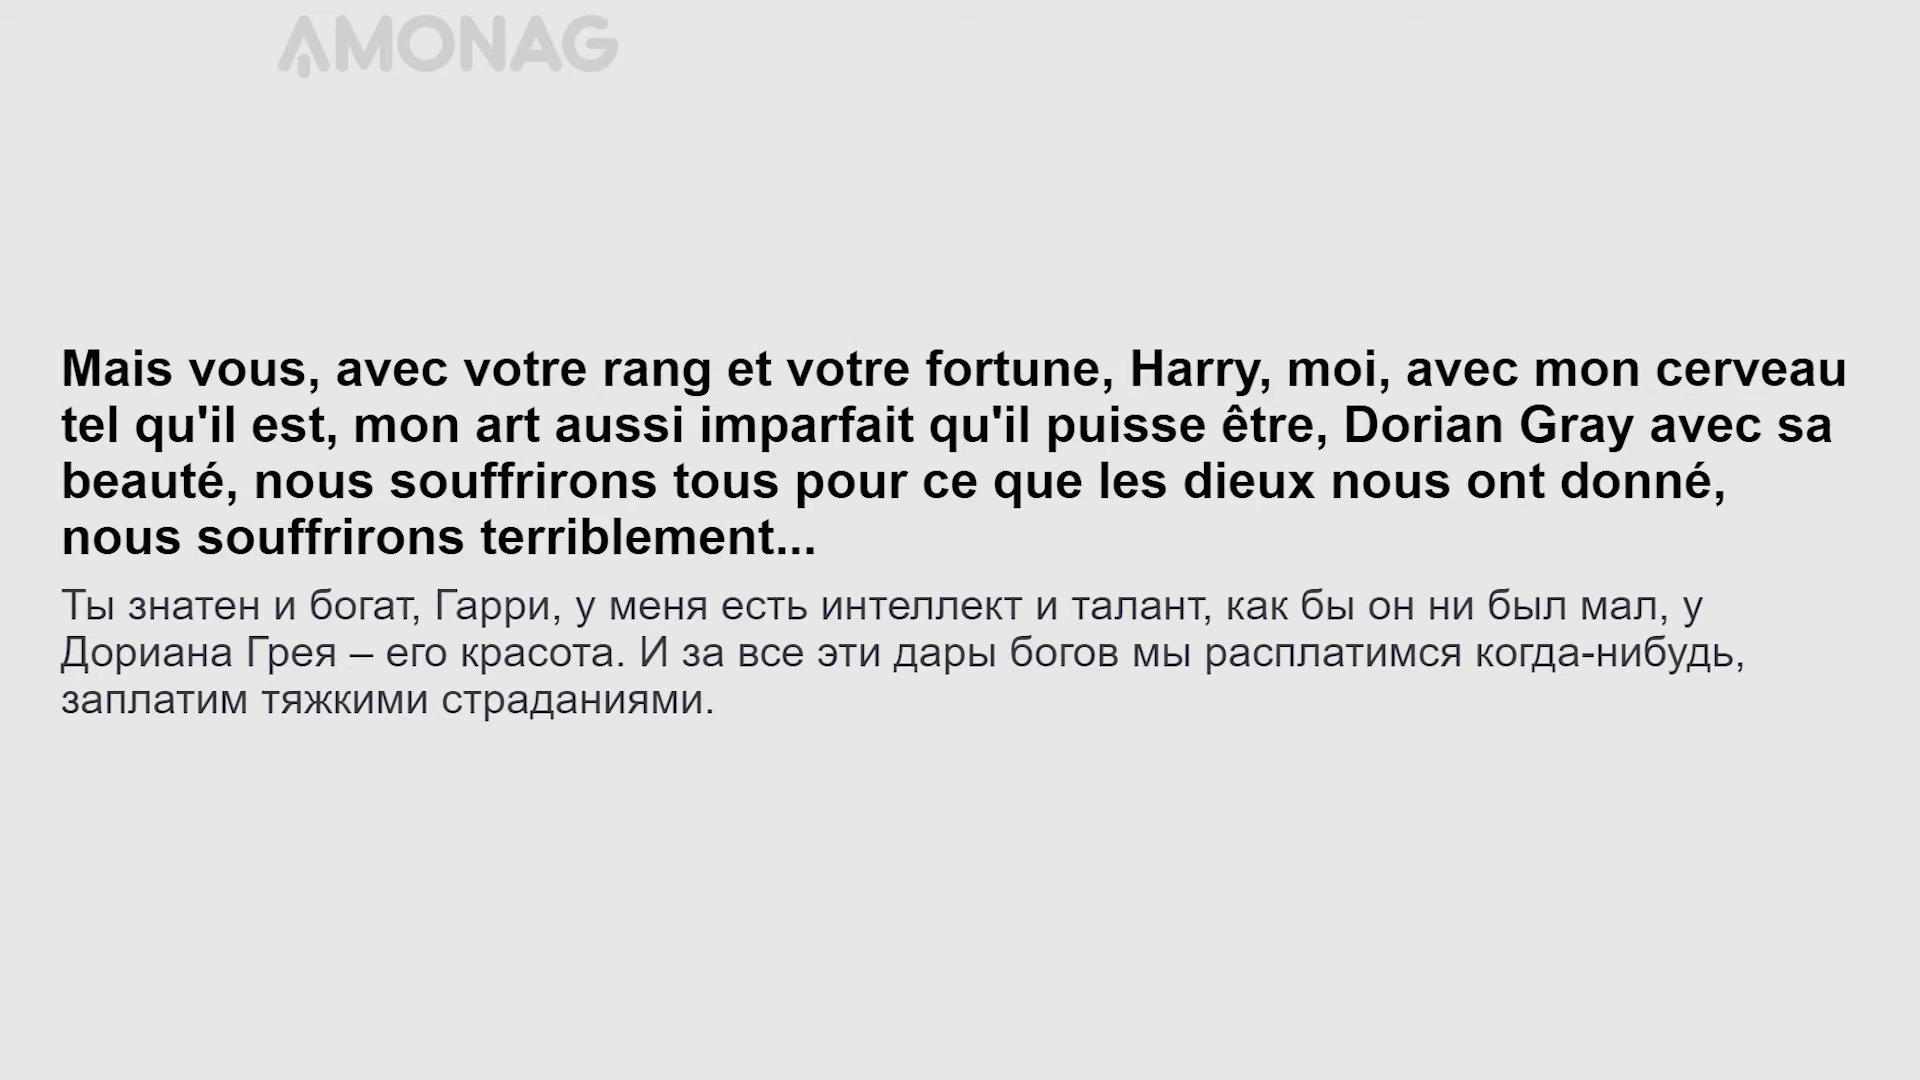 AMONAG
Mais vous, avec votre rang et votre fortune, Harry, moi, avec mon cerveau
tel qu'il est, mon art aussi imparfait qu'il puisse être, Dorian Gray avec sa
beauté, nous souffrirons tous pour ce que les dieux nous ont donné,
nous souffrirons terriblement...
Ты знатен и богат, Гарри, у меня есть интеллект и талант, как бы он ни был мал, у
Дориана Грея – его красота. И за все эти дары богов мы расплатимся когда-нибудь,
заплатим тяжкими страданиями.